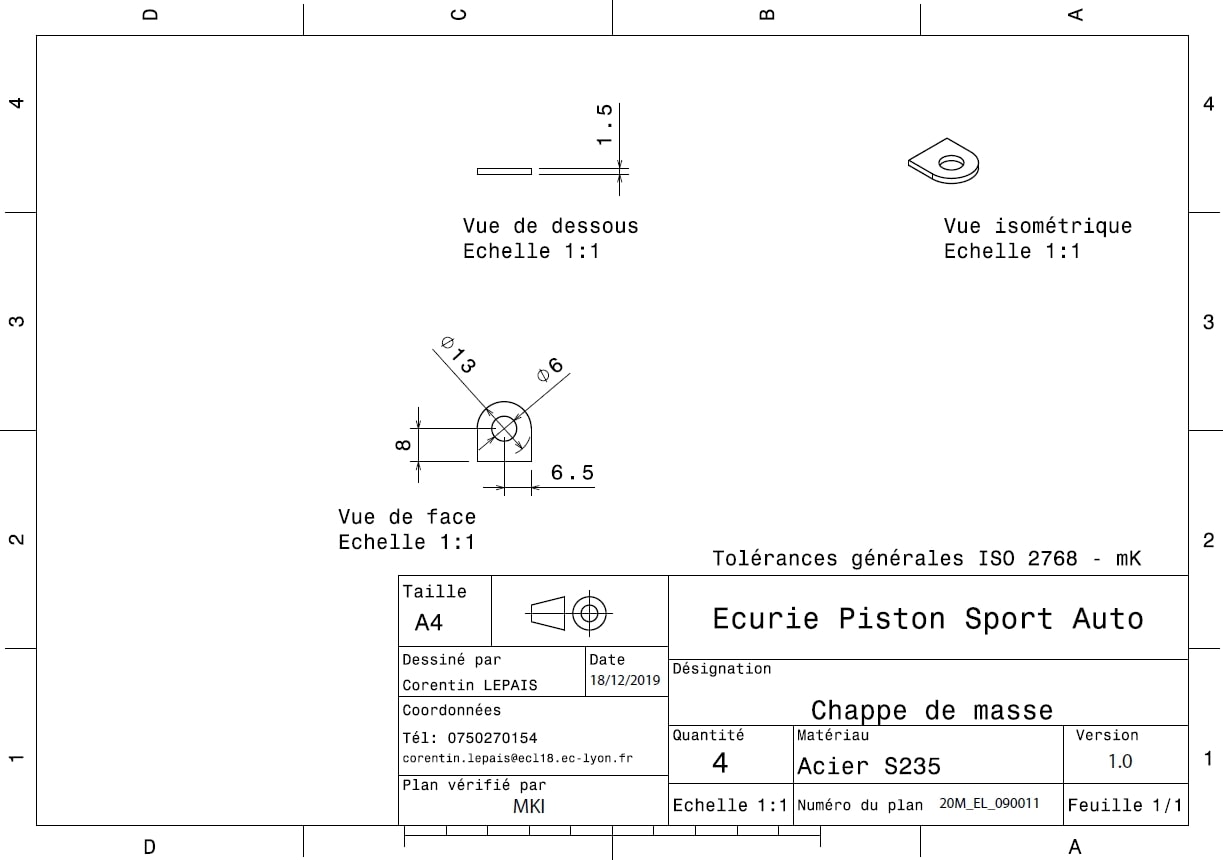 D C B A
4 4
1.5
Vue de dessous
Echelle 1:1
Vue isométrique
Echelle 1:1
3 3
⌀13
⌀6
8
6.5
Vue de face
Echelle 1:1
2 2
Tolérances générales ISO 2768 - mK
Taille
A4
Ecurie Piston Sport Auto
Dessiné par
Corentin LEPAIS
Date
18/12/2019
Désignation
Chappe de masse
Coordonnées
Tél: 0750270154
corentin.lepais@ecl18.ec-lyon.fr
Quantité
4
Matériau
Acier S235
Version
1.0
1 1
Plan vérifié par
MKI
Echelle 1:1
Numéro du plan 20M_EL_090011
Feuille 1/1
D A